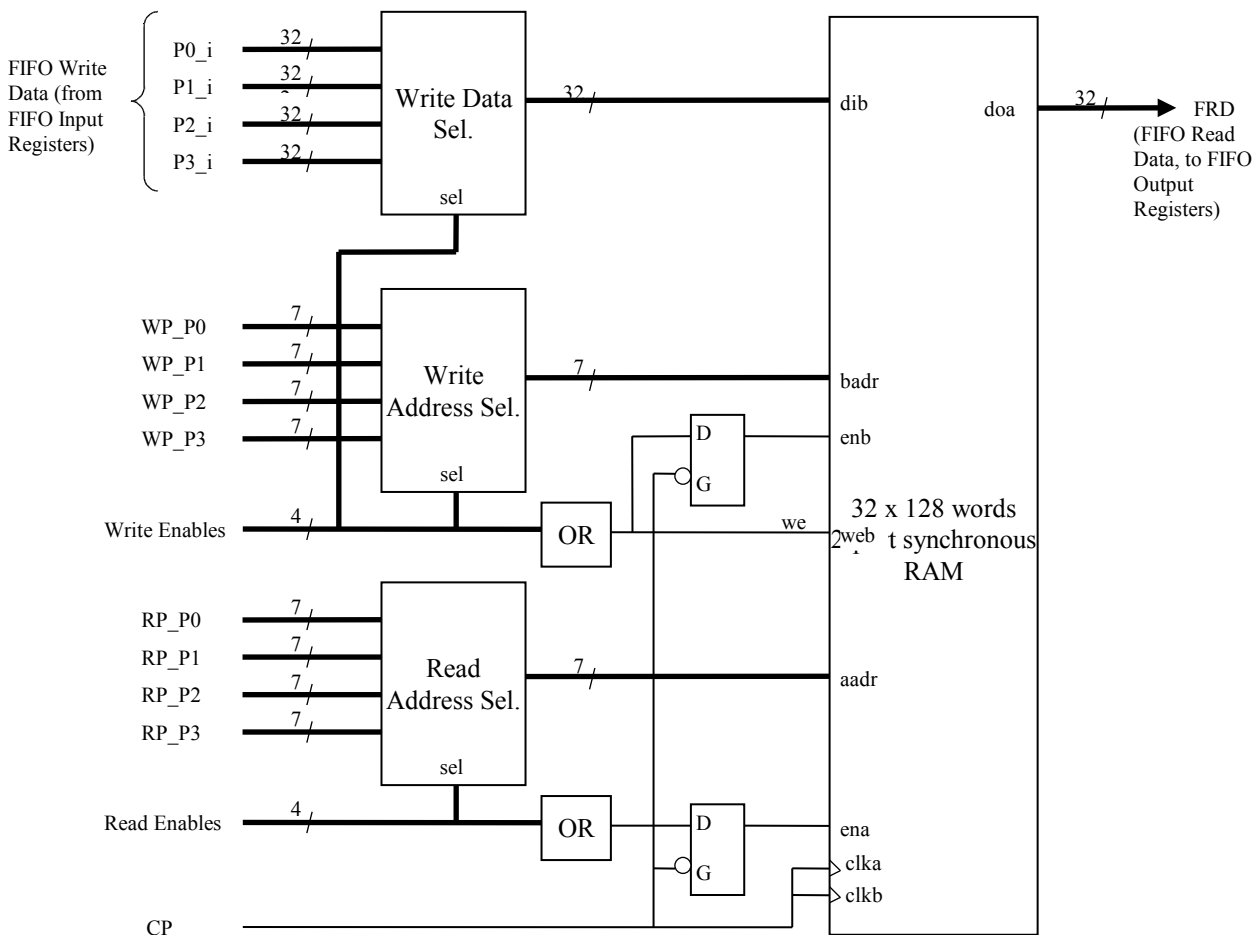 FIFO Write
Data (from
FIFO Input
Registers)
P0_i
32
P1_i
32
P2_i
32
P3_i
32
Write Data
Sel.
sel
32
dib
doa
32
FRD
(FIFO Read
Data, to FIFO
Output
Registers)
WP_P0
7
WP_P1
7
WP_P2
7
WP_P3
7
Write
Address Sel.
sel
7
badr
D
G
enb
Write Enables
4
OR
we
web
32 x 128 words
synchronous
RAM
RP_P0
7
RP_P1
7
RP_P2
7
RP_P3
7
Read
Address Sel.
sel
7
aadr
Read Enables
4
OR
D
G
ena
clka
clkb
CP